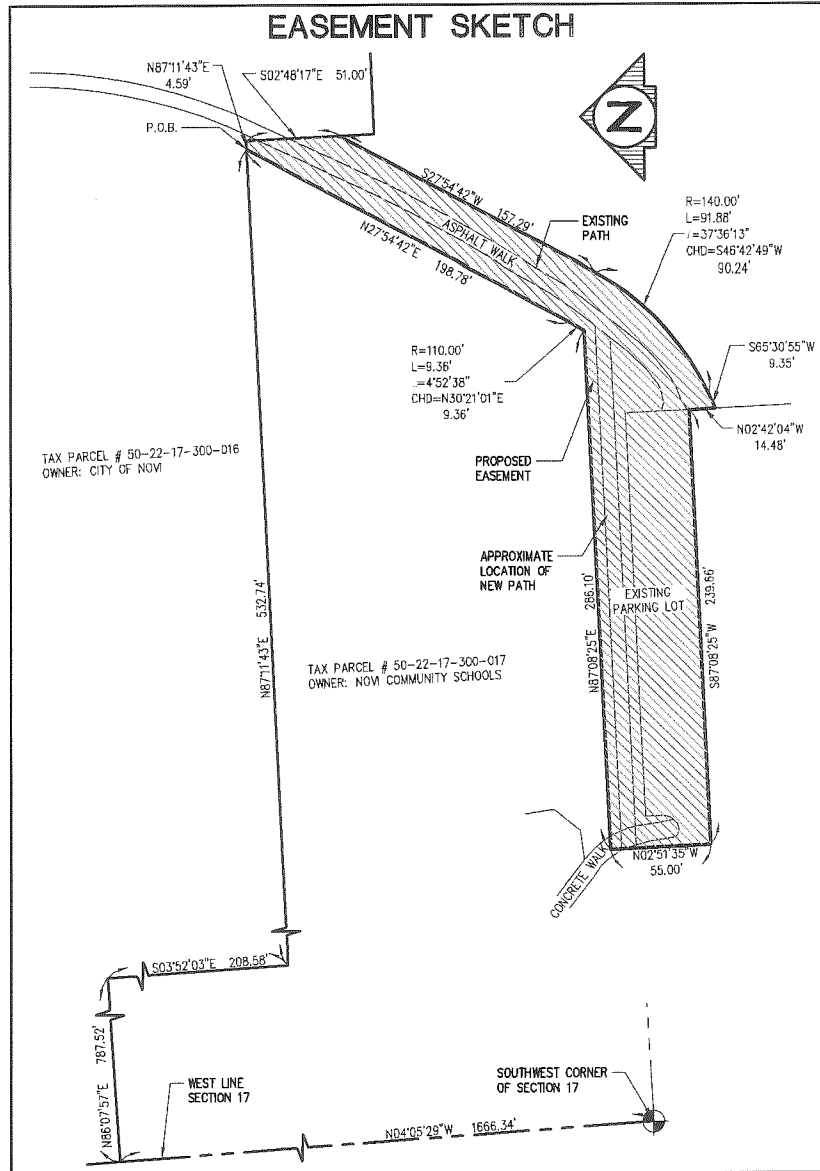 EASEMENT SKETCH
N87°11'43"E
4.59'
S02°48'17"E 51.00'
P.O.B.
N
S27°54'42"W 157.29'
EXISTING
PATH
ASPHALT WALK
N27°54'42"E 198.78'
R=140.00'
L=91.88'
=37°36'13"
CHD=S46°42'49"W
90.24'
R=110.00'
L=9.36'
=4°52'38"
CHD=N30°21'01"E
9.36'
S65°30'55"W
9.35'
N02°42'04"W
14.48'
TAX PARCEL # 50-22-17-300-016
OWNER: CITY OF NOVI
PROPOSED
EASEMENT
APPROXIMATE
LOCATION OF
NEW PATH
EXISTING
PARKING LOT
N87°11'43"E 532.74'
N87°08'25"E 286.10'
S87°08'25"W 239.66'
TAX PARCEL # 50-22-17-300-017
OWNER: NOVI COMMUNITY SCHOOLS
CONCRETE WALK
N02°51'35"W
55.00'
S03°52'03"E 208.58'
N86°07'57"E 787.52'
WEST LINE
SECTION 17
SOUTHWEST CORNER
OF SECTION 17
N04°05'29"W 1666.34'